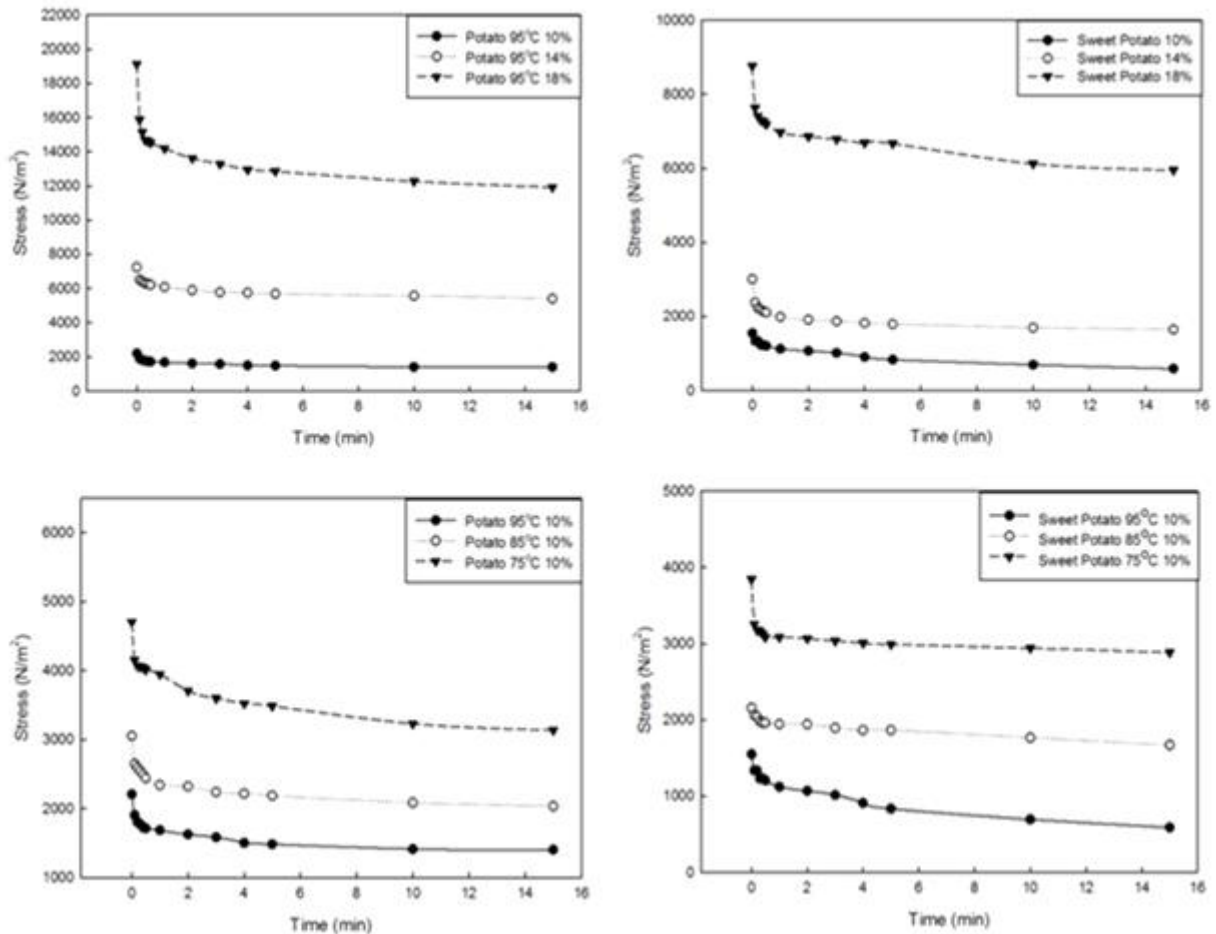 22000
20000
18000
16000
14000
12000
10000
8000
6000
4000
2000
0
Stress (N/m²)
Potato 95°C 10%
Potato 95°C 14%
Potato 95°C 18%
0 2 4 6 8 10 12 14 16
Time (min)
10000
8000
6000
4000
2000
0
Stress (N/m²)
Sweet Potato 10%
Sweet Potato 14%
Sweet Potato 18%
0 2 4 6 8 10 12 14 16
Time (min)
6000
5000
4000
3000
2000
1000
Stress (N/m²)
Potato 95°C 10%
Potato 85°C 10%
Potato 75°C 10%
0 2 4 6 8 10 12 14 16
Time (min)
5000
4000
3000
2000
1000
0
Stress (N/m²)
Sweet Potato 95°C 10%
Sweet Potato 85°C 10%
Sweet Potato 75°C 10%
0 2 4 6 8 10 12 14 16
Time (min)